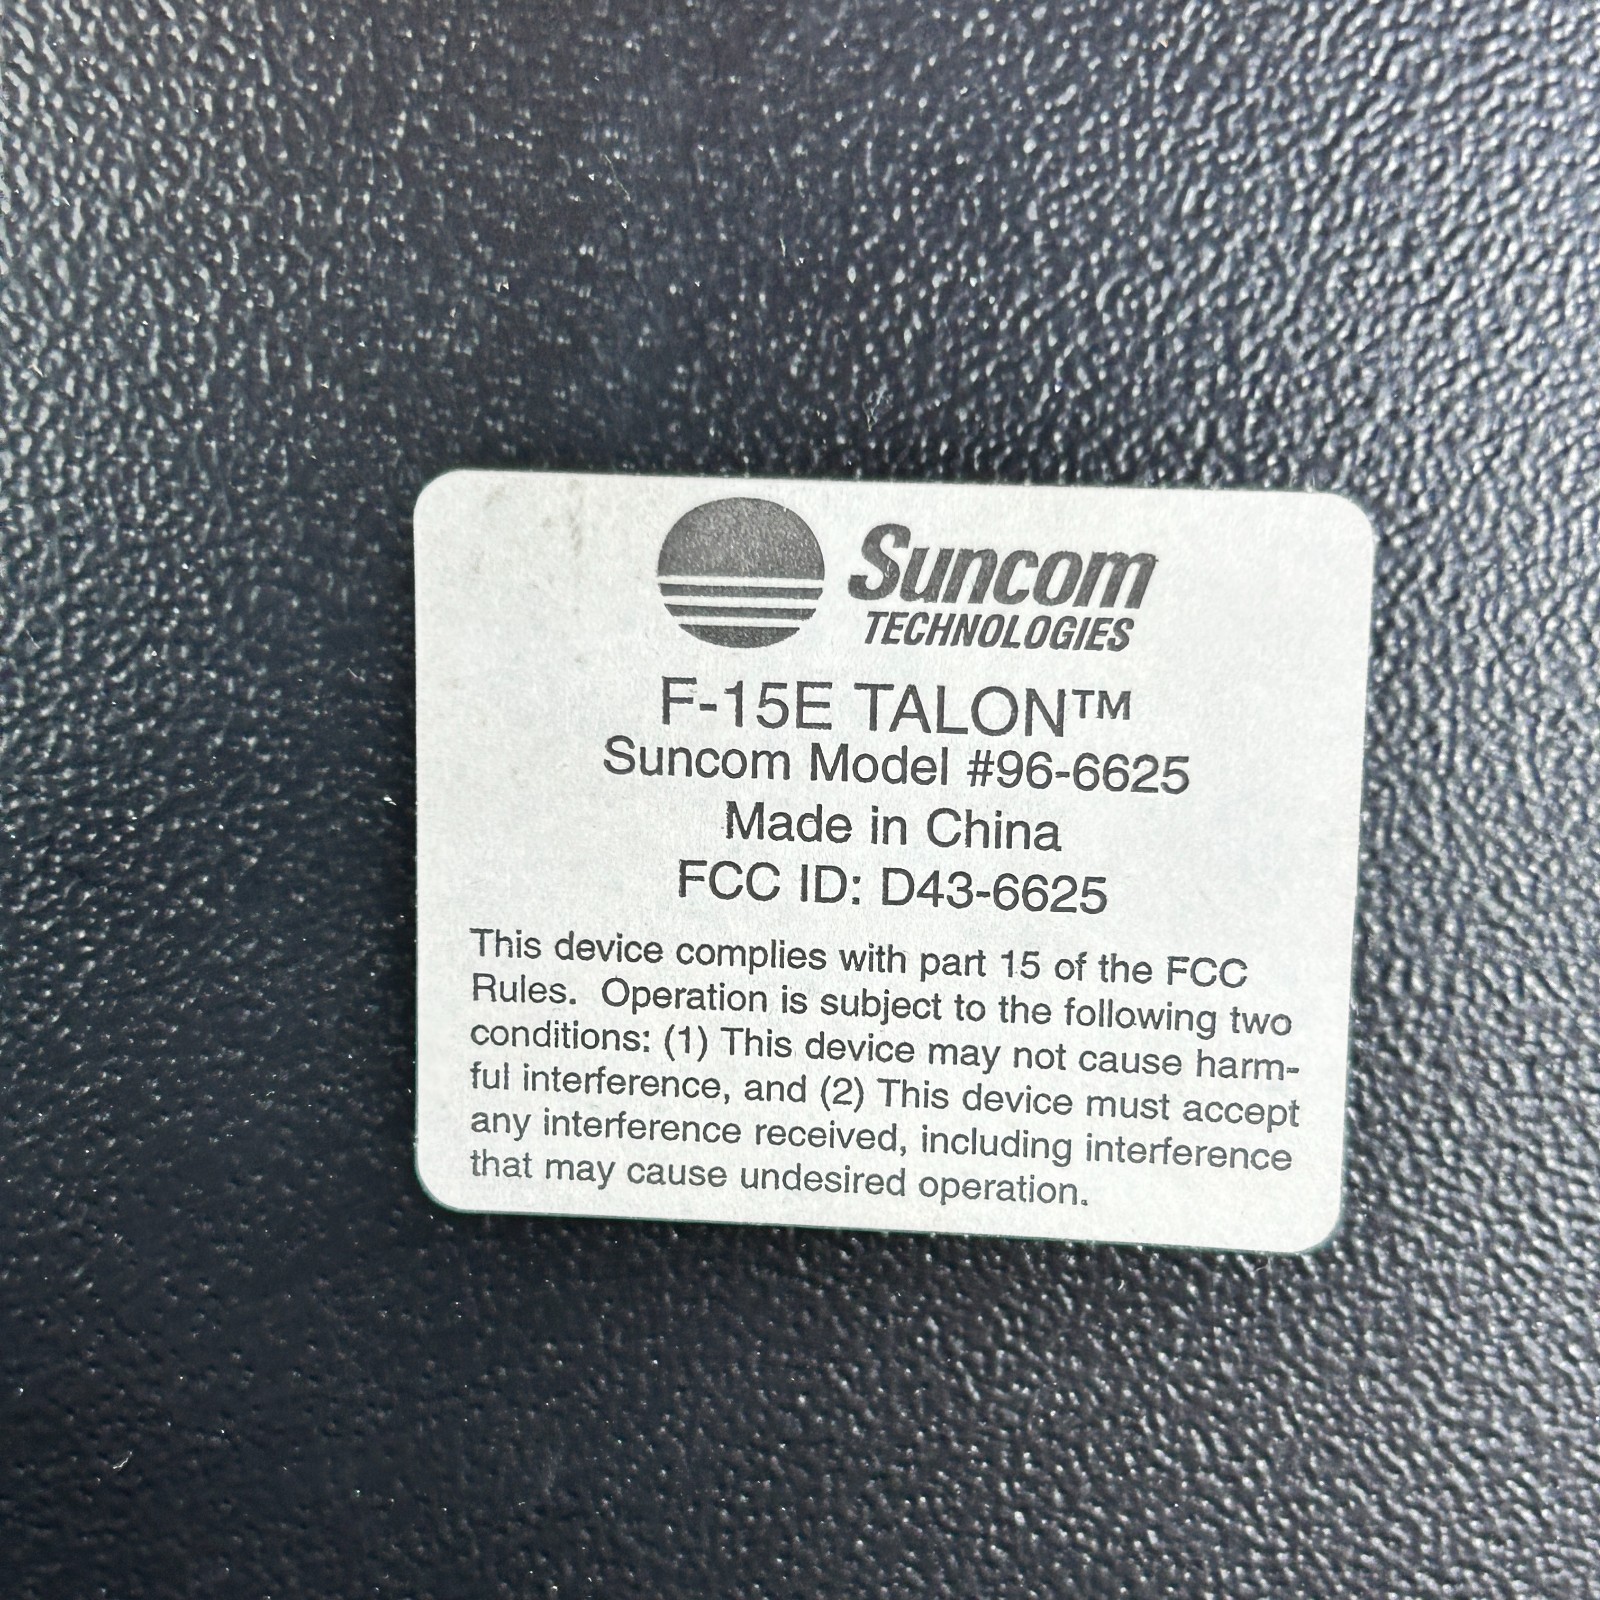 Suncom
TECHNOLOGIES
F-15E TALON™
Suncom Model #96-6625
Made in China
FCC ID: D43-6625
This device complies with part 15 of the FCC
Rules.  Operation is subject to the following two
conditions: (1) This device may not cause harm-
ful interference, and (2) This device must accept
any interference received, including interference
that may cause undesired operation.